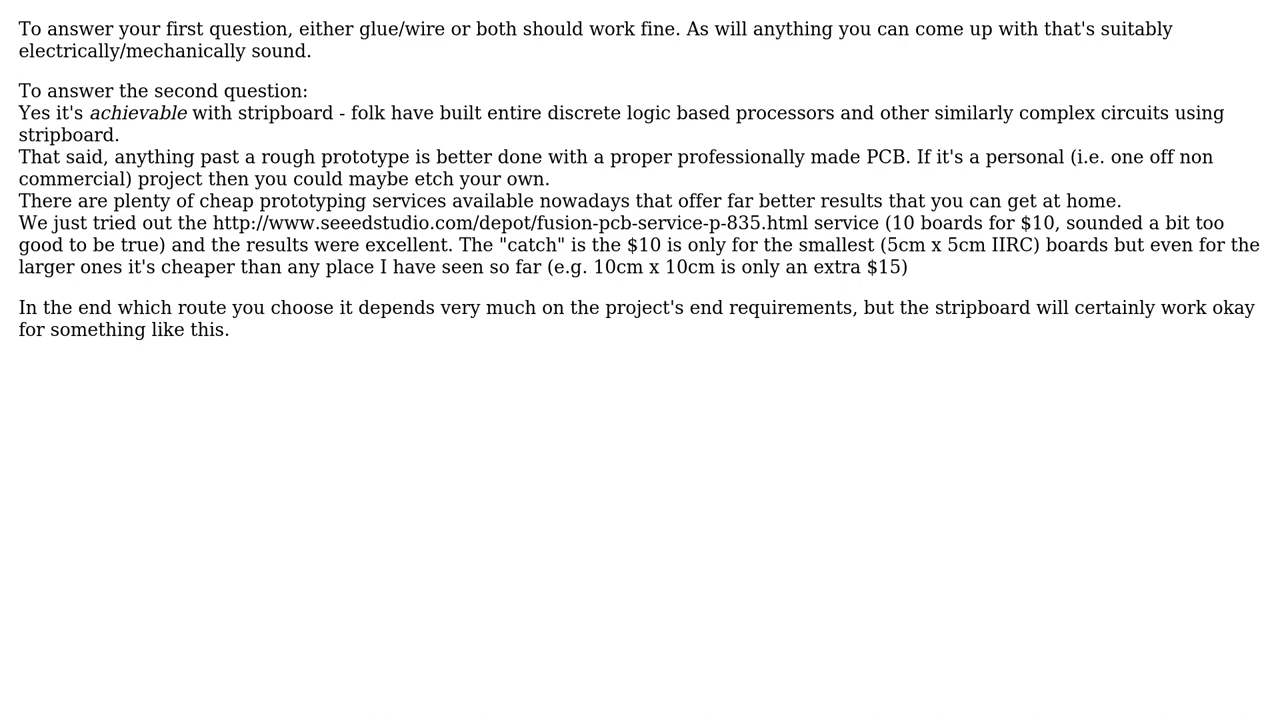 To answer your first question, either glue/wire or both should work fine. As will anything you can come up with that's suitably
electrically/mechanically sound.
To answer the second question:
Yes it's achievable with stripboard - folk have built entire discrete logic based processors and other similarly complex circuits using
stripboard.
That said, anything past a rough prototype is better done with a proper professionally made PCB. If it's a personal (i.e. one off non
commercial) project then you could maybe etch your own.
There are plenty of cheap prototyping services available nowadays that offer far better results that you can get at home.
We just tried out the http://www.seeedstudio.com/depot/fusion-pcb-service-p-835.html service (10 boards for $10, sounded a bit too
good to be true) and the results were excellent. The "catch" is the $10 is only for the smallest (5cm x 5cm IIRC) boards but even for the
larger ones it's cheaper than any place I have seen so far (e.g. 10cm x 10cm is only an extra $15)
In the end which route you choose it depends very much on the project's end requirements, but the stripboard will certainly work okay
for something like this.